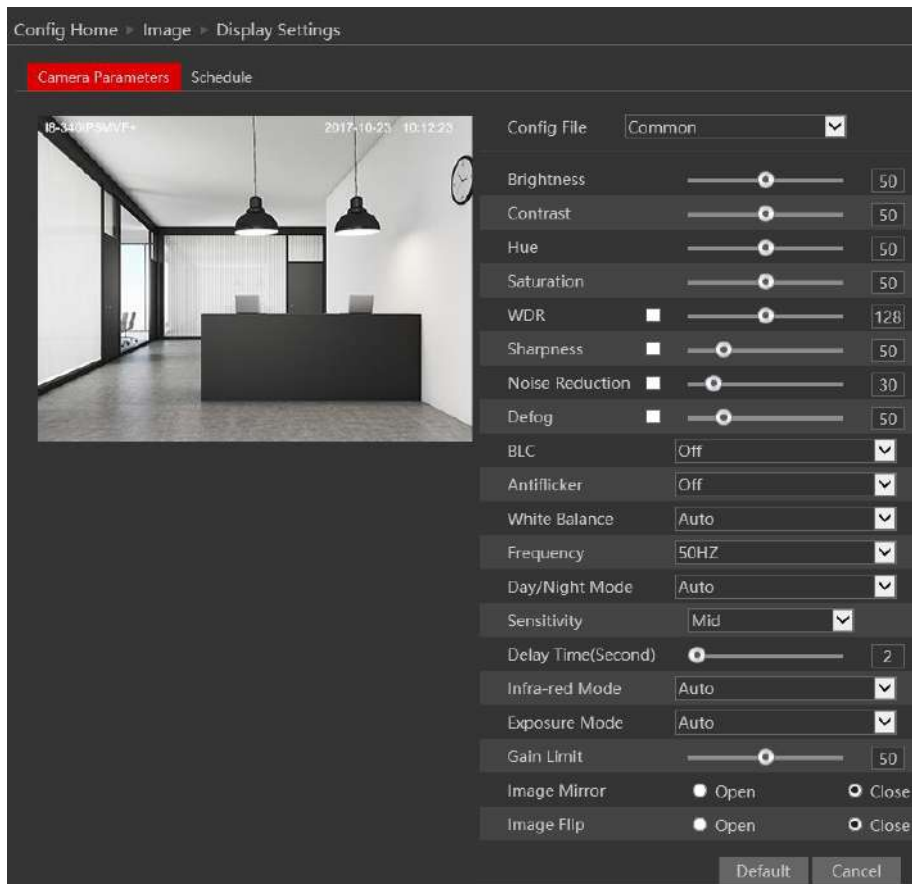 Config Home ▸ Image ▸ Display Settings
Camera Parameters Schedule
2017-10-23 10:12:23
Config File Common
Brightness 50
Contrast 50
Hue 50
Saturation 50
WDR 128
Sharpness 50
Noise Reduction 30
Defog 50
BLC Off
Antiflicker Off
White Balance Auto
Frequency 50HZ
Day/Night Mode Auto
Sensitivity Mid
Delay Time(Second) 2
Infra-red Mode Auto
Exposure Mode Auto
Gain Limit 50
Image Mirror Open Close
Image Flip Open Close
Default Cancel